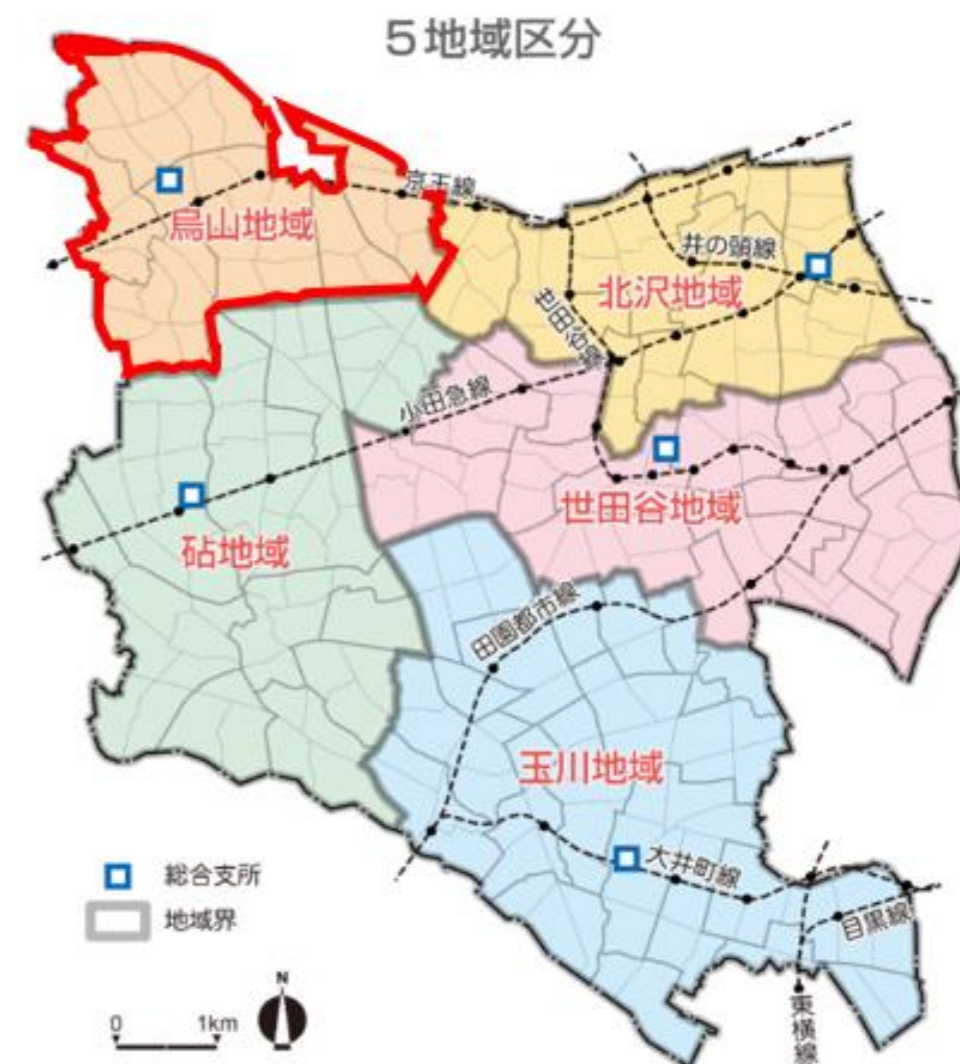 5地域区分
京王線
烏山地域
井の頭線
北沢地域
世田谷線
小田急線
世田谷地域
砧地域
田園都市線
玉川地域
大井町線
目黒線
東横線
総合支所
地域界
N
0 1km